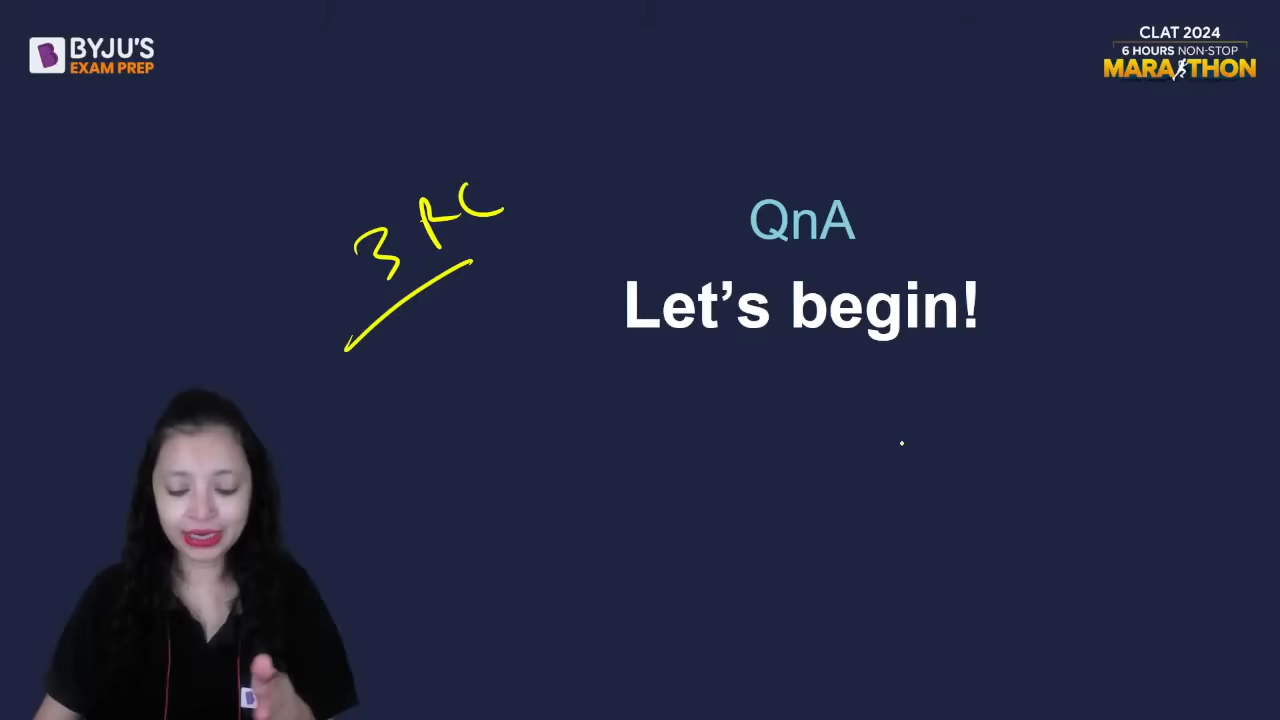 BYJU'S
EXAM PREP
CLAT 2024
6 HOURS NON-STOP
MARATHON
3 RC
QnA
Let's begin!